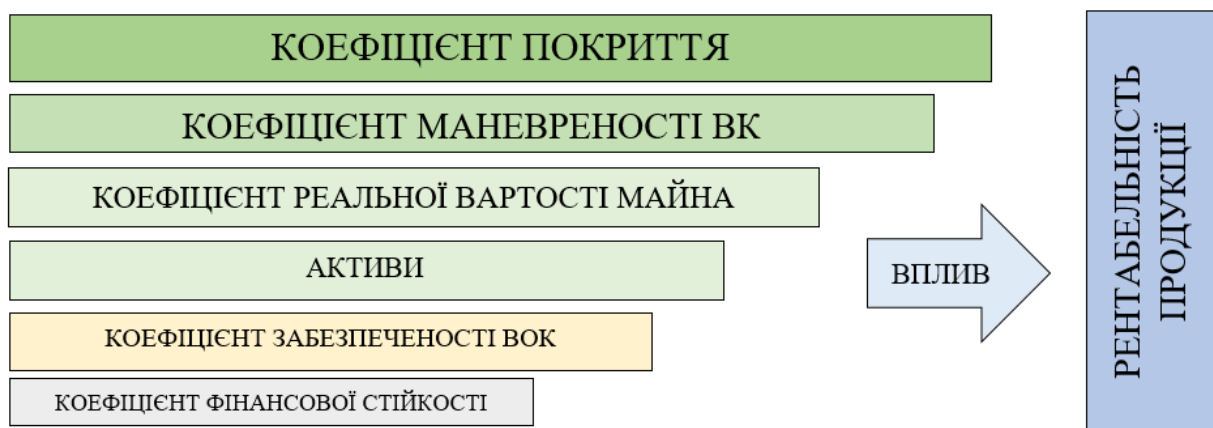 КОЕФІЦІЄНТ ПОКРИТТЯ
КОЕФІЦІЄНТ МАНЕВРЕНОСТІ ВК
КОЕФІЦІЄНТ РЕАЛЬНОЇ ВАРТОСТІ МАЙНА
АКТИВИ
КОЕФІЦІЄНТ ЗАБЕЗПЕЧЕНОСТІ ВОК
КОЕФІЦІЄНТ ФІНАНСОВОЇ СТІЙКОСТІ
ВПЛИВ
РЕНТАБЕЛЬНІСТЬ
ПРОДУКЦІЇ